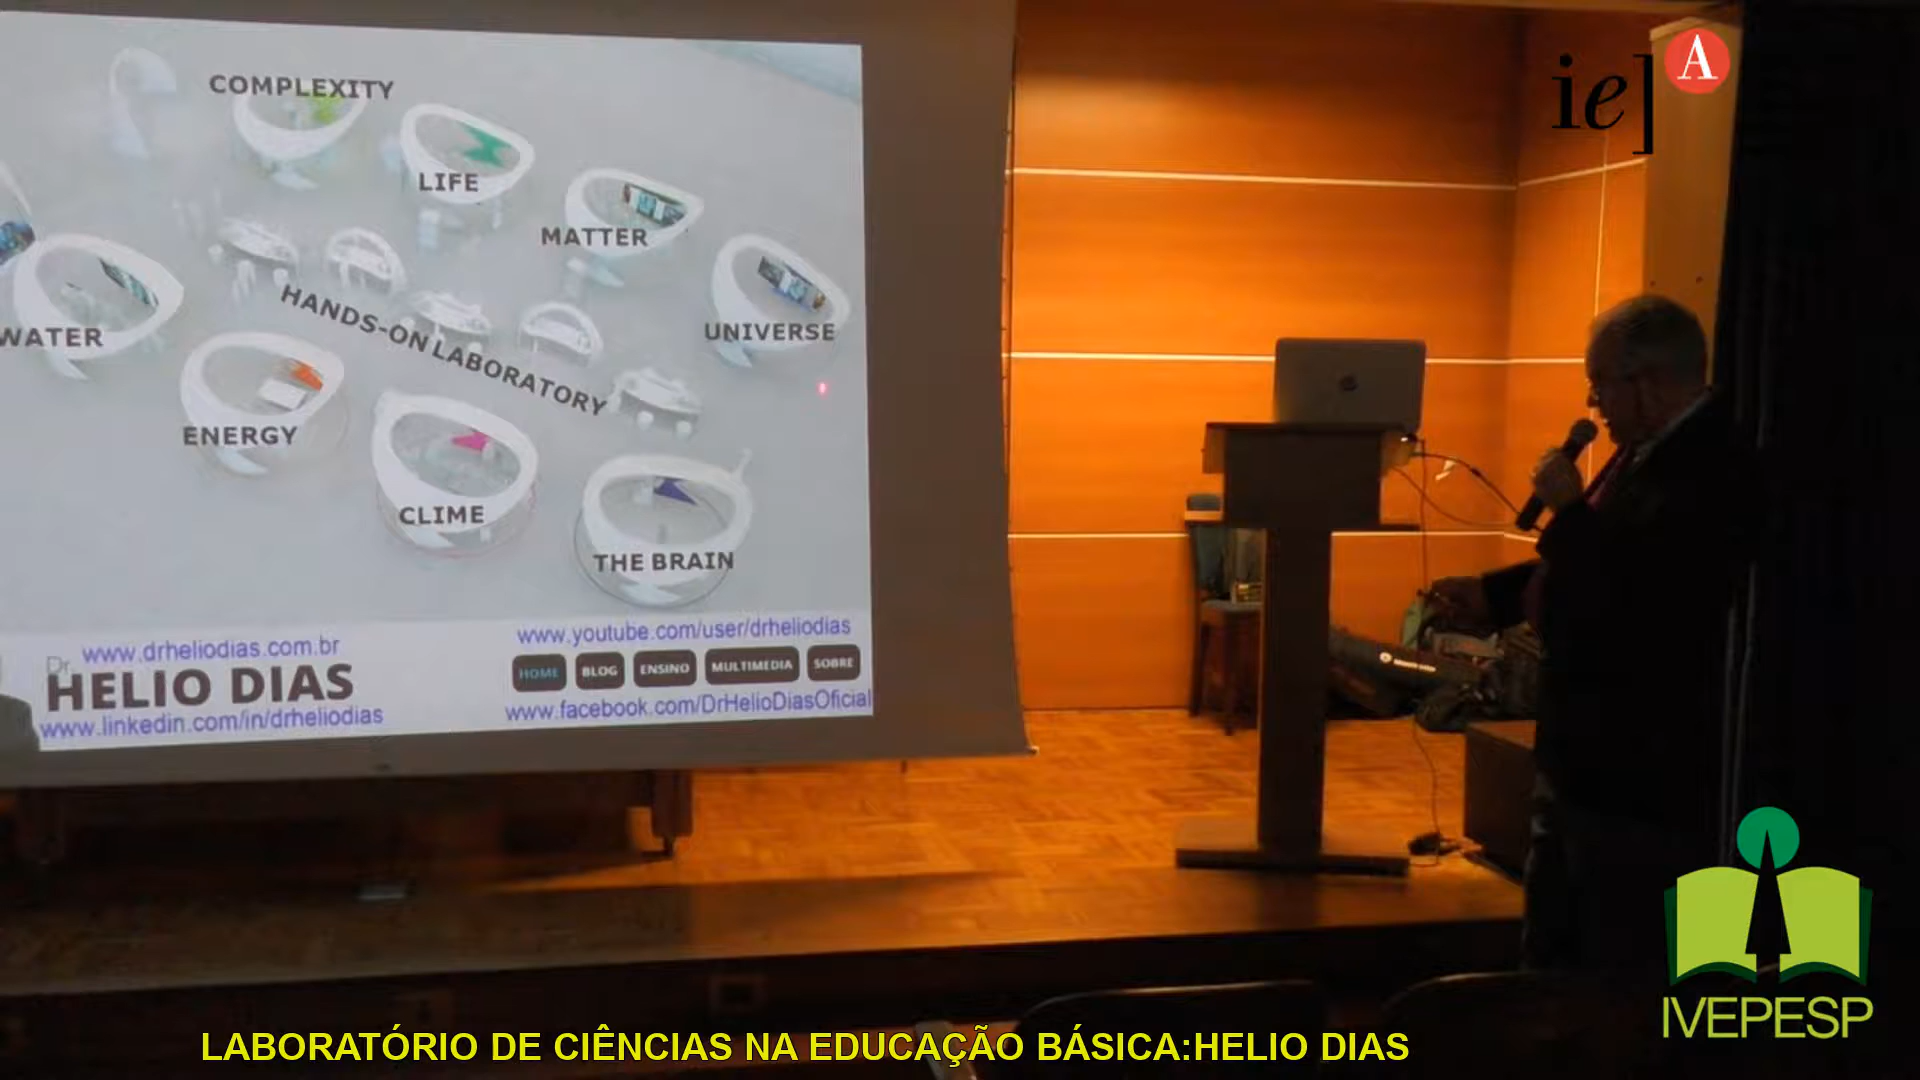 COMPLEXITY
LIFE
MATTER
UNIVERSE
WATER
HANDS-ON LABORATORY
ENERGY
CLIME
THE BRAIN
www.drheliodias.com.br
Dr.
HELIO DIAS
www.linkedin.com/in/drheliodias
www.youtube.com/user/drheliodias
HOME BLOG ENSINO MULTIMEDIA SOBRE
www.facebook.com/DrHelioDiasOficial
ie]
A
IVEPESP
LABORATÓRIO DE CIÊNCIAS NA EDUCAÇÃO BÁSICA:HELIO DIAS